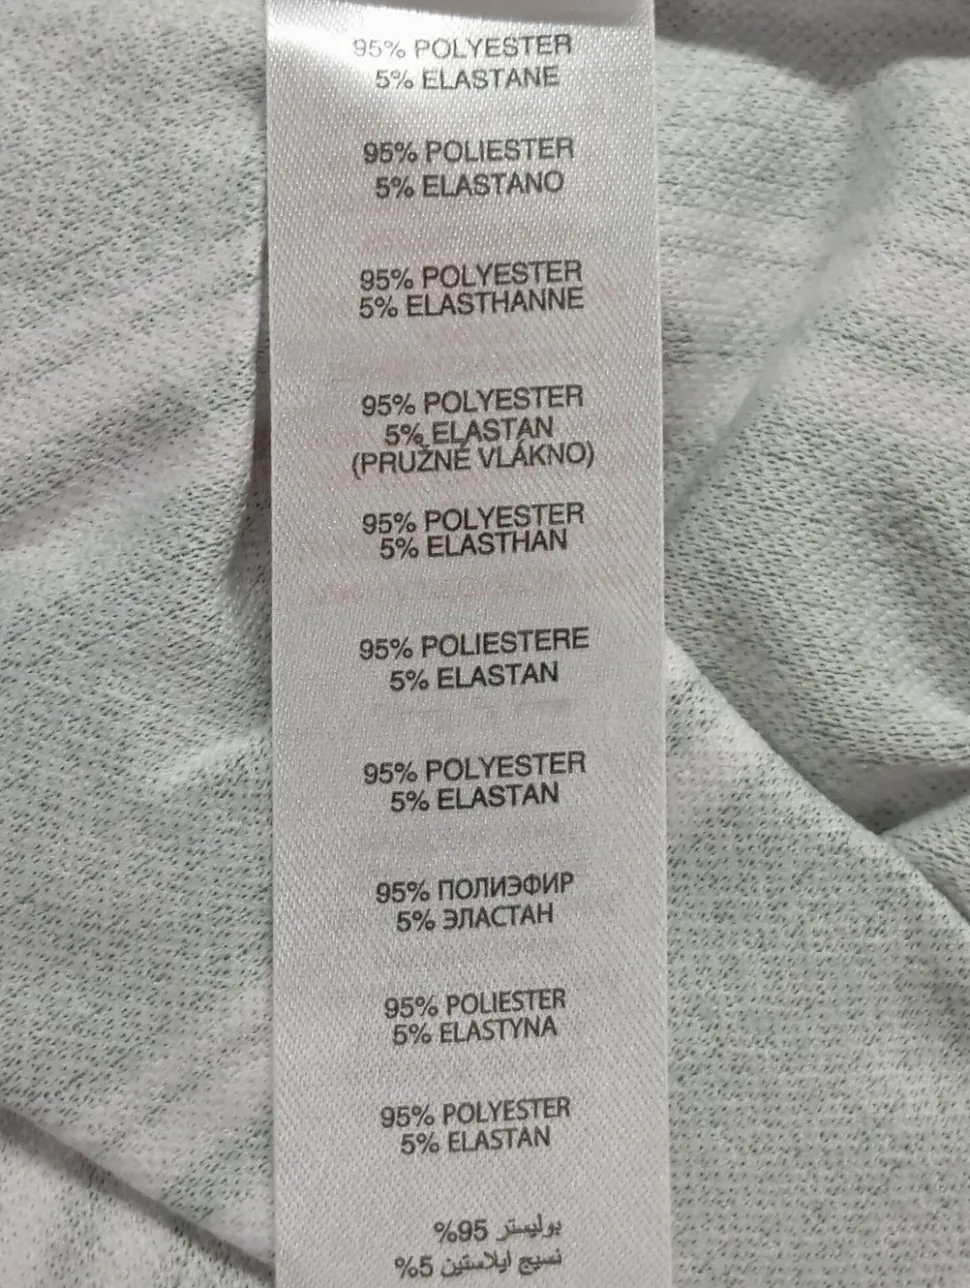 95% POLYESTER
5% ELASTANE
95% POLIESTER
5% ELASTANO
95% POLYESTER
5% ELASTHANNE
95% POLYESTER
5% ELASTAN
(PRUŽNÉ VLÁKNO)
95% POLYESTER
5% ELASTHAN
95% POLIESTERE
5% ELASTAN
95% POLYESTER
5% ELASTAN
95% ПОЛИЭФИР
5% ЭЛАСТАН
95% POLIESTER
5% ELASTYNA
95% POLYESTER
5% ELASTAN
بوليستر 95%
نسيج ايلاستين 5%